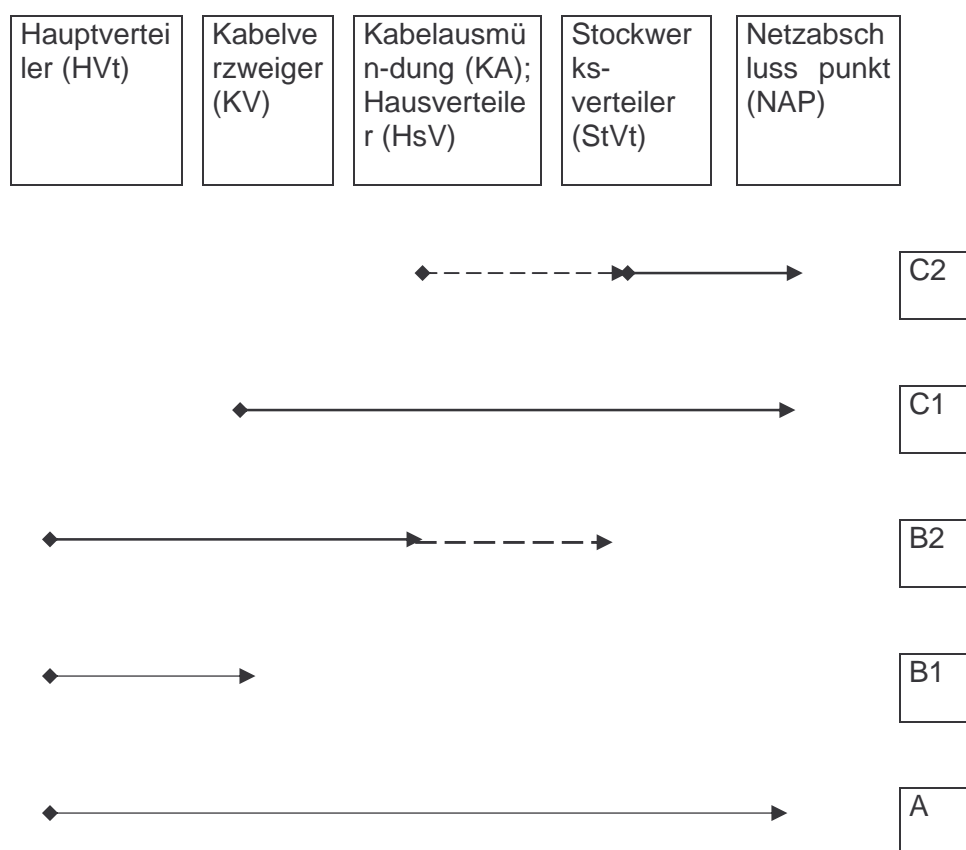 Hauptvertei
ler (HVt)
Kabelve
rzweiger
(KV)
Kabelausmü
n-dung (KA);
Hausverteile
r (HsV)
Stockwer
ks-
verteiler
(StVt)
Netzabsch
luss punkt
(NAP)
C2
C1
B2
B1
A